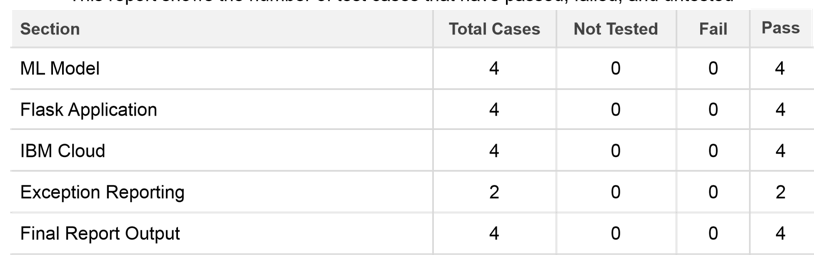 This report shows the number of test cases that have passed, failed, and untested
Section Total Cases Not Tested Fail Pass
ML Model 4 0 0 4
Flask Application 4 0 0 4
IBM Cloud 4 0 0 4
Exception Reporting 2 0 0 2
Final Report Output 4 0 0 4